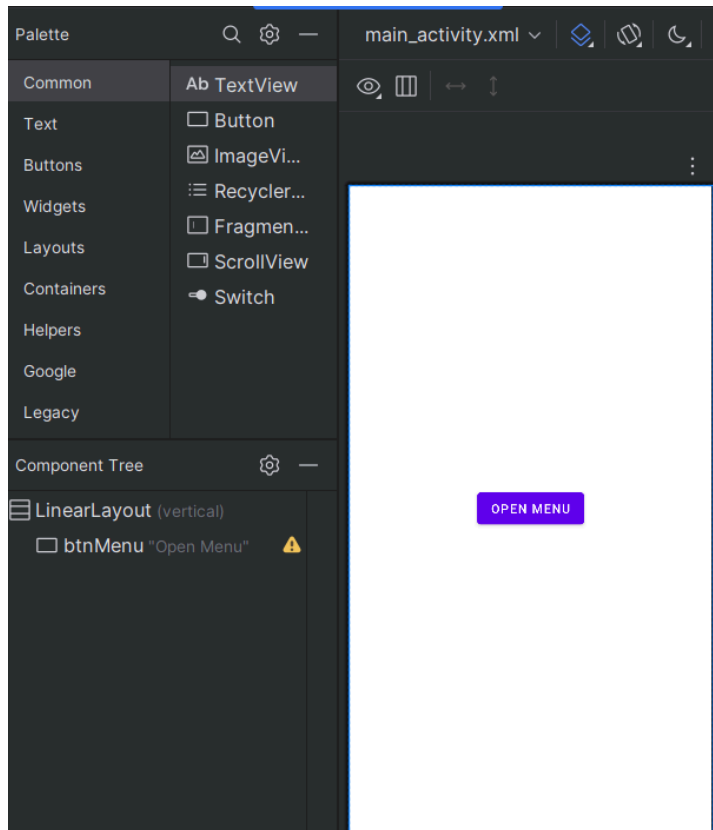 Palette
main_activity.xml
Common
Text
Buttons
Widgets
Layouts
Containers
Helpers
Google
Legacy
Ab TextView
Button
ImageVi...
Recycler...
Fragmen...
ScrollView
Switch
Component Tree
LinearLayout (vertical)
btnMenu "Open Menu"
OPEN MENU